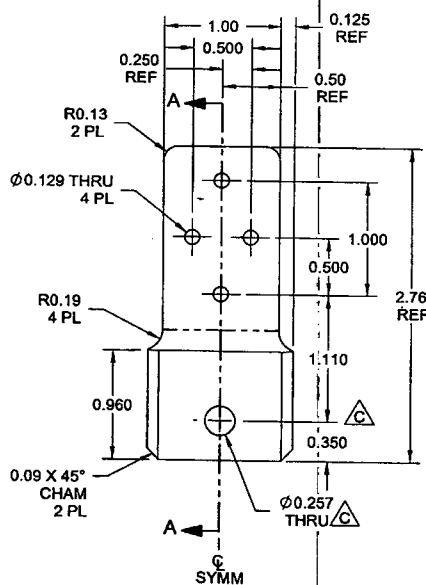 1.00
0.125
REF
0.500
0.250
REF
0.50
REF
A
R0.13
2 PL
Ø0.129 THRU
4 PL
1.000
0.500
2.76
REF
R0.19
4 PL
1.110
0.960
C
0.350
0.09 X 45°
CHAM
2 PL
Ø0.257
THRU C
A
℄
SYMM